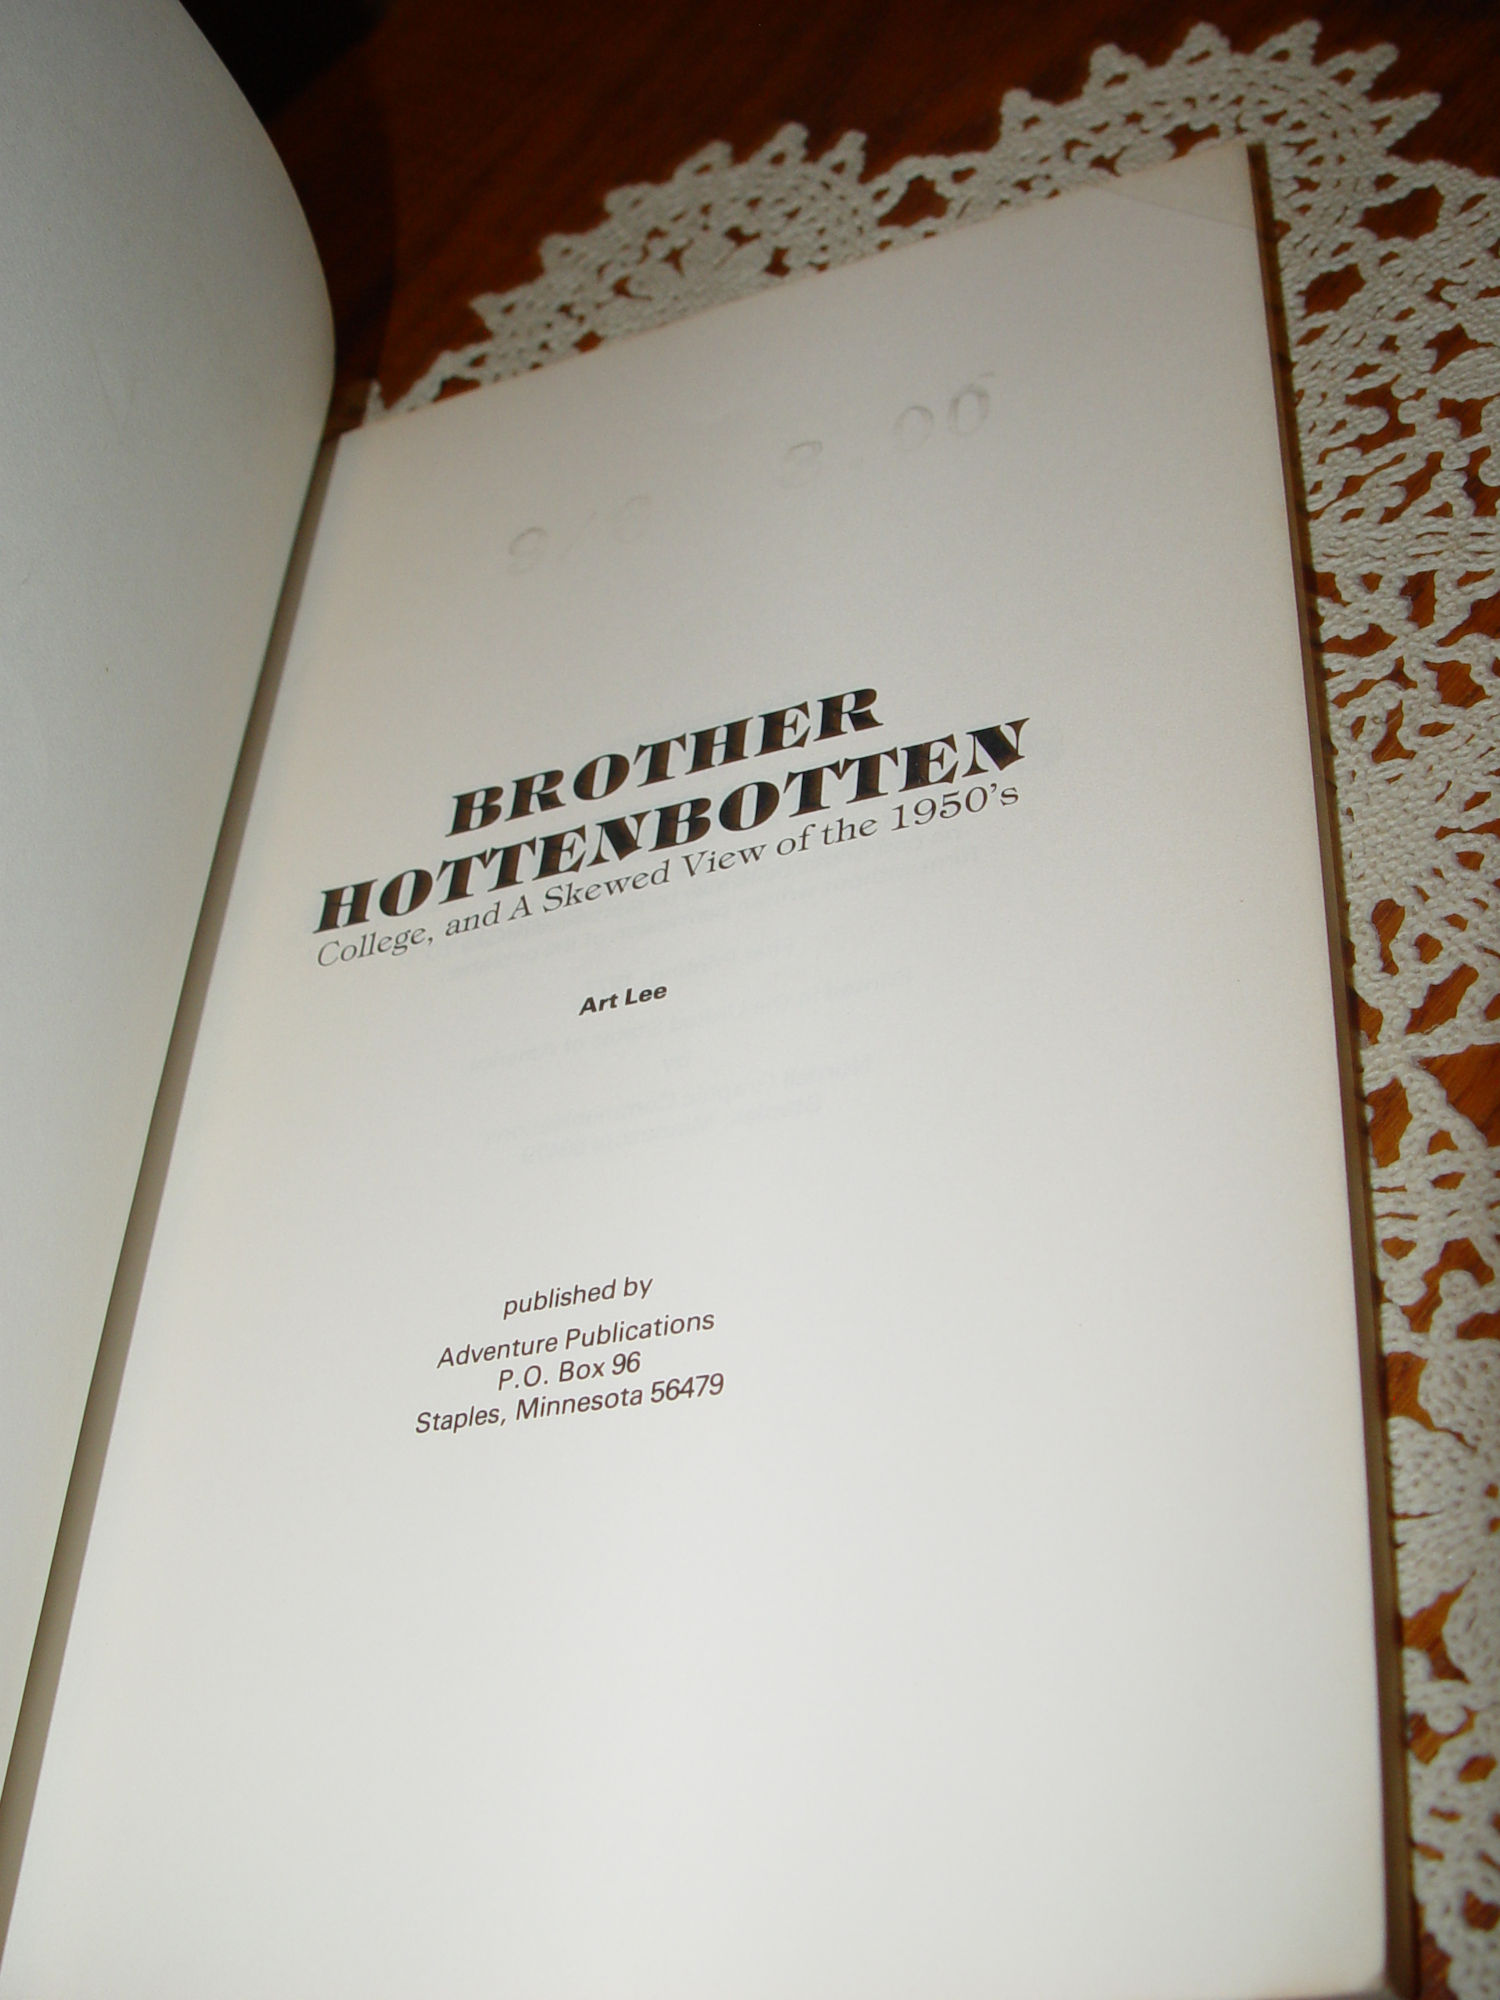 BROTHER
HOTTENBOTTEN
College, and A Skewed View of the 1950's
Art Lee
published by
Adventure Publications
P.O. Box 96
Staples, Minnesota 56479